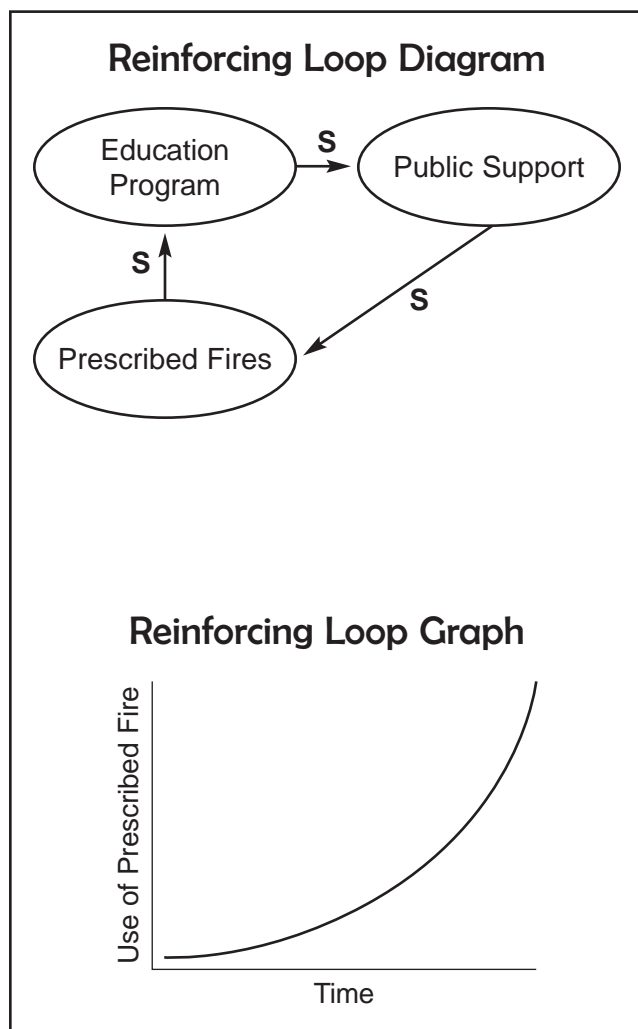 Reinforcing Loop Diagram
Education
Program
S
Public Support
S
S
Prescribed Fires
Reinforcing Loop Graph
Use of Prescribed Fire
Time